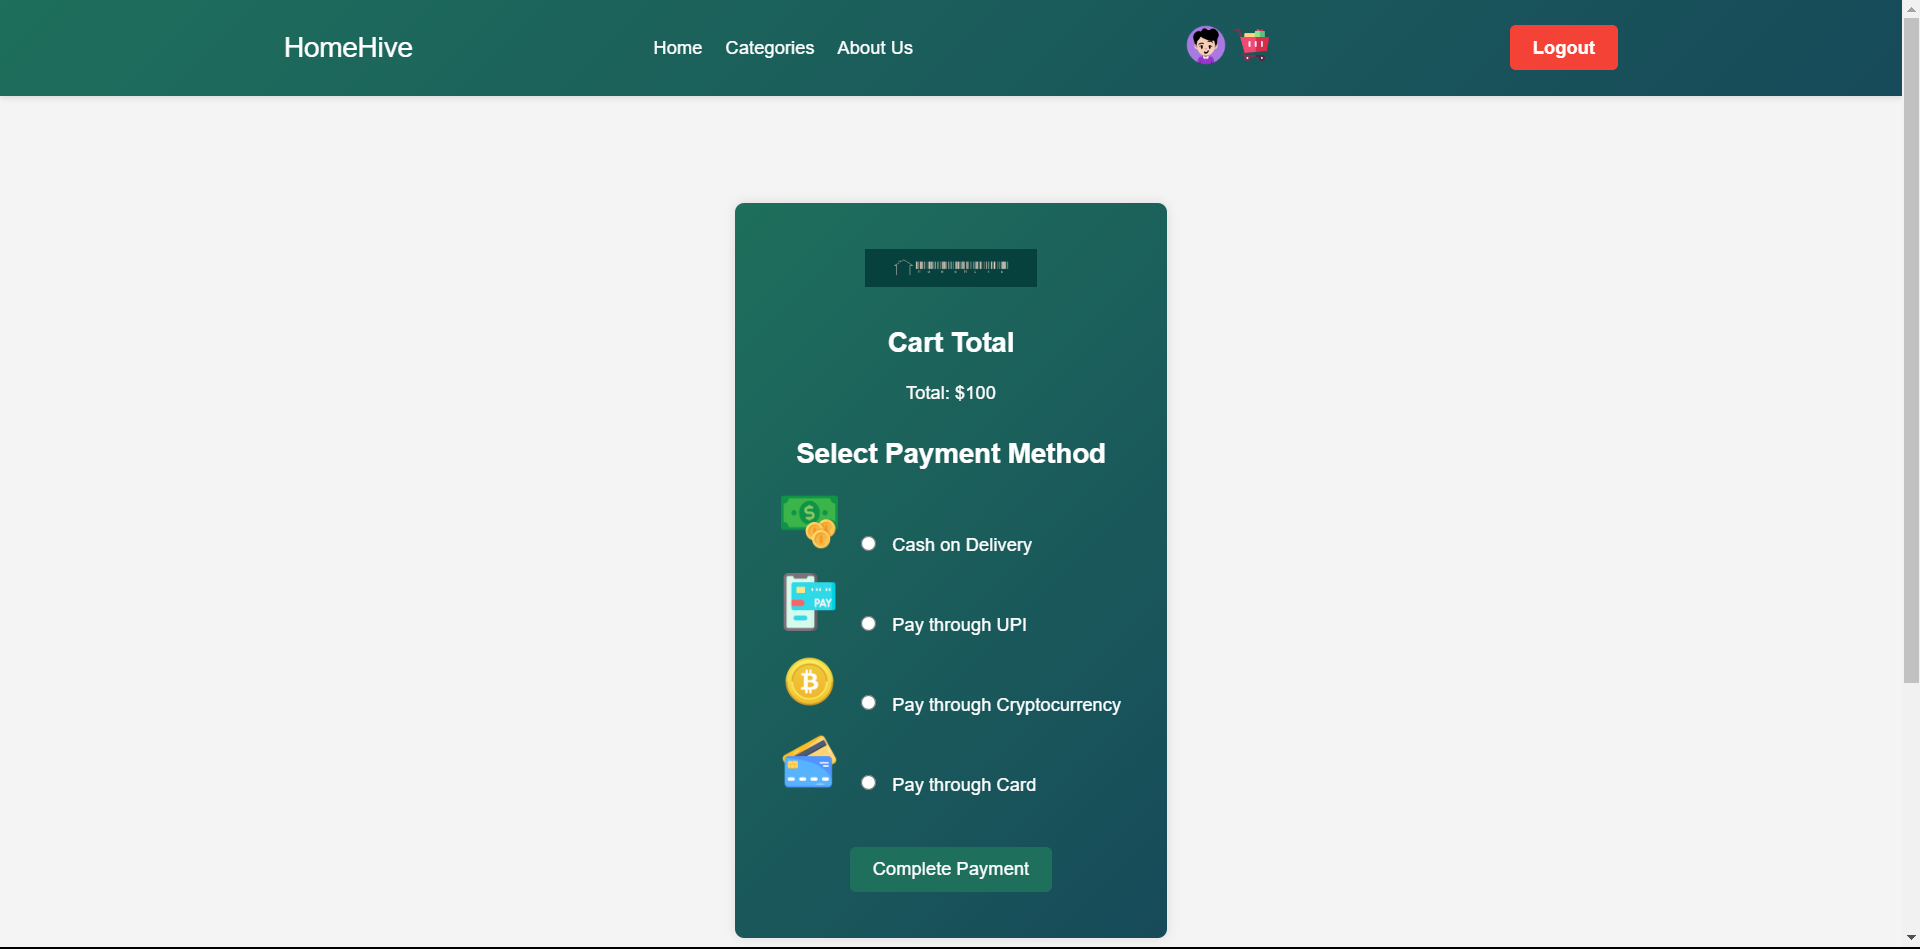 HomeHive
Home Categories About Us
Logout
Cart Total
Total: $100
Select Payment Method
Cash on Delivery
PAY
Pay through UPI
Pay through Cryptocurrency
Pay through Card
Complete Payment